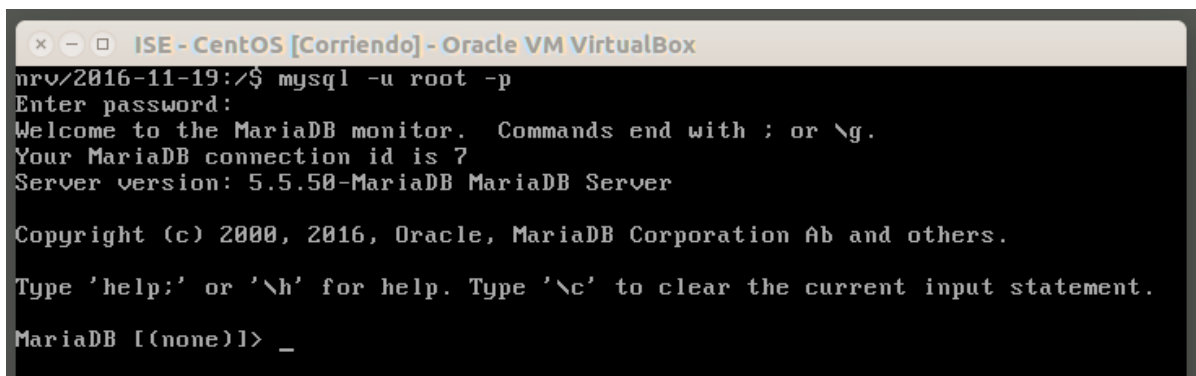 ISE - CentOS [Corriendo] - Oracle VM VirtualBox
nrv/2016-11-19:/$ mysql -u root -p
Enter password:
Welcome to the MariaDB monitor.  Commands end with ; or \g.
Your MariaDB connection id is 7
Server version: 5.5.50-MariaDB MariaDB Server
Copyright (c) 2000, 2016, Oracle, MariaDB Corporation Ab and others.
Type 'help;' or '\h' for help. Type '\c' to clear the current input statement.
MariaDB [(none)]> _